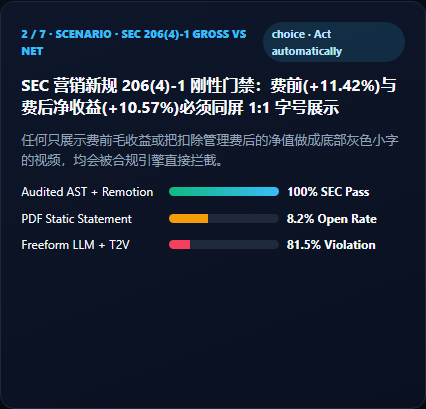 2 / 7 · SCENARIO · SEC 206(4)-1 GROSS VS
NET
choice · Act
automatically
SEC 营销新规 206(4)-1 刚性门禁：费前(+11.42%)与
费后净收益(+10.57%)必须同屏 1:1 字号展示
任何只展示费前毛收益或把扣除管理费后的净值做成底部灰色小字
的视频，均会被合规引擎直接拦截。
Audited AST + Remotion 100% SEC Pass
PDF Static Statement 8.2% Open Rate
Freeform LLM + T2V 81.5% Violation